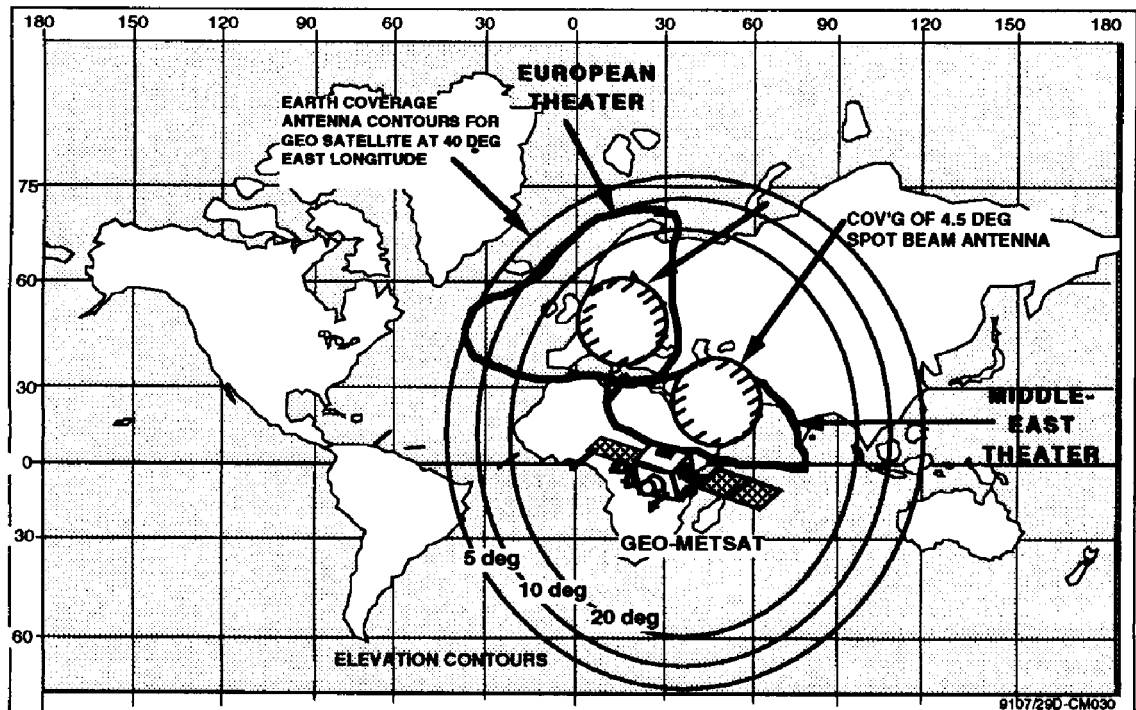 180 150 120 90 60 30 0 30 60 90 120 150 180
EUROPEAN
THEATER
EARTH COVERAGE
ANTENNA CONTOURS FOR
GEO SATELLITE AT 40 DEG
EAST LONGITUDE
COV'G OF 4.5 DEG
SPOT BEAM ANTENNA
75
60
30
0
30
60
MIDDLE-
EAST
THEATER
GEO-METSAT
5 deg
10 deg
20 deg
ELEVATION CONTOURS
9107/29D-CM030